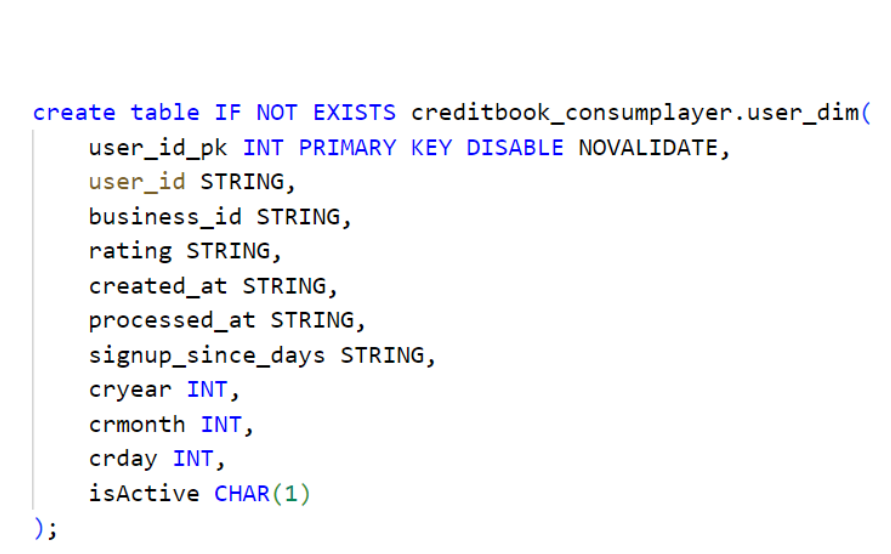 create table IF NOT EXISTS creditbook_consumplayer.user_dim(
    user_id_pk INT PRIMARY KEY DISABLE NOVALIDATE,
    user_id STRING,
    business_id STRING,
    rating STRING,
    created_at STRING,
    processed_at STRING,
    signup_since_days STRING,
    cryear INT,
    crmonth INT,
    crday INT,
    isActive CHAR(1)
);